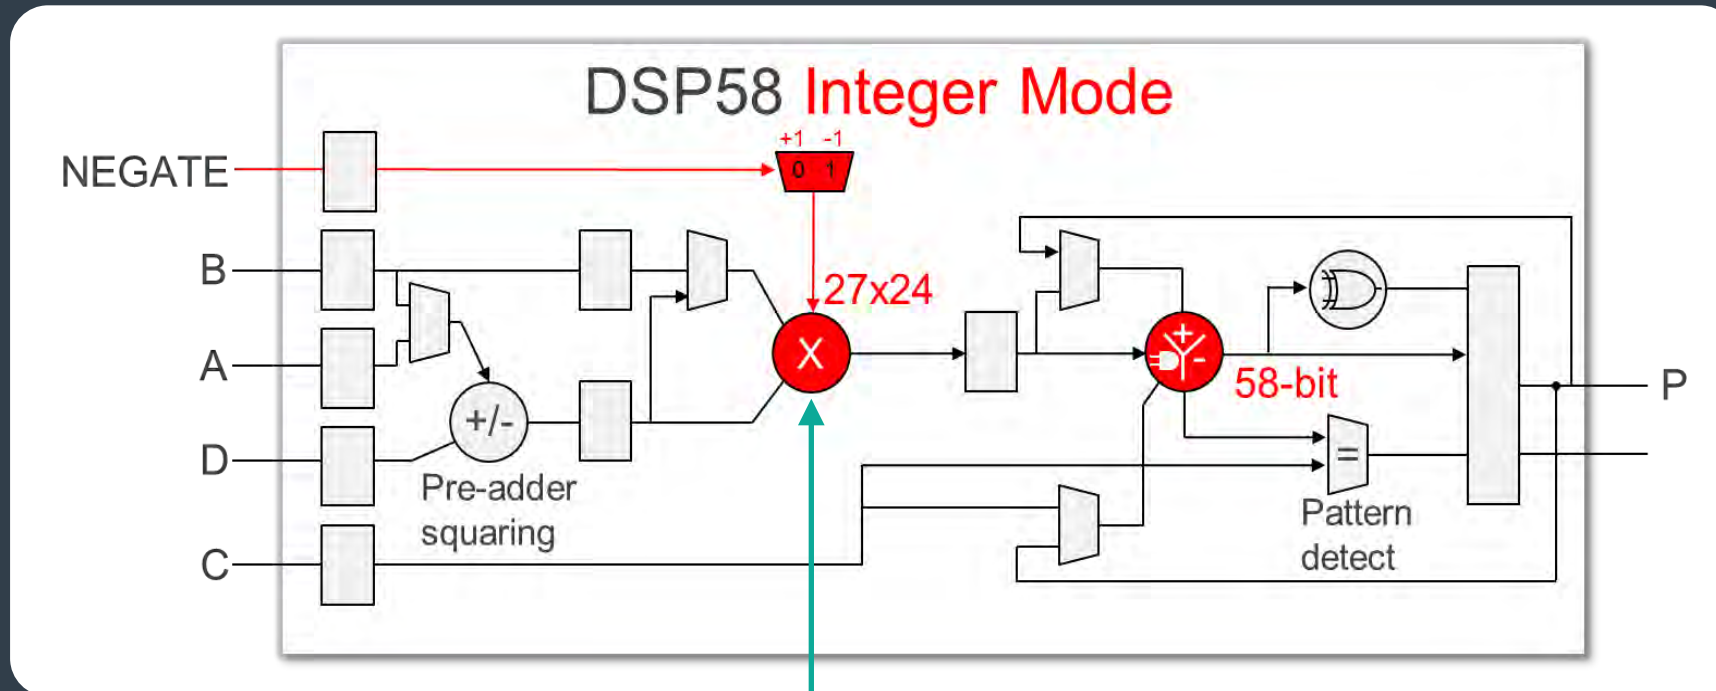 DSP58 Integer Mode
+1 -1
0 1
NEGATE
B
27x24
A
X
+
-
58-bit
P
+/-
D
=
Pre-adder
squaring
Pattern
detect
C